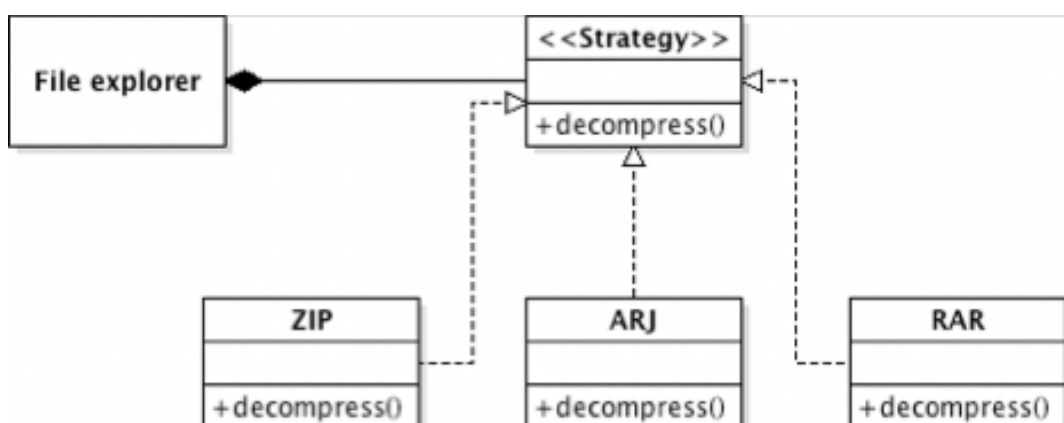 <<Strategy>>
File explorer
+decompress()
ZIP
ARJ
RAR
+decompress()
+decompress()
+decompress()